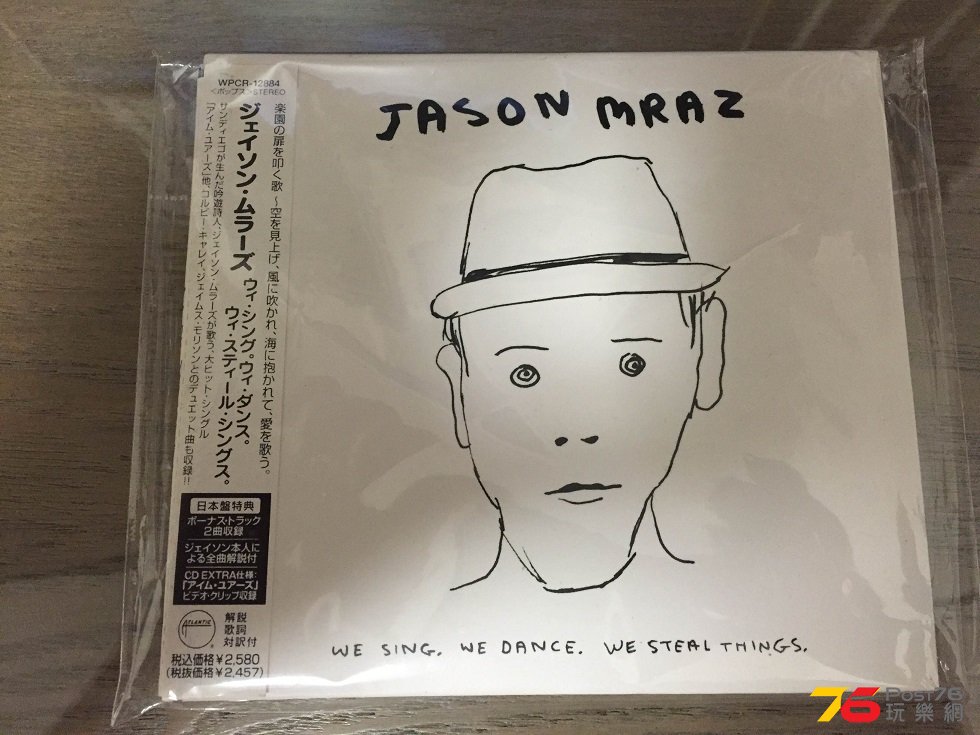 WPCR-12884
<ポップス>STEREO
楽園の扉を叩く歌 〜空を見上げ、風に吹かれ、海に抱かれて、愛を歌う。
ジェイソン・ムラーズ
ウィ・シング。ウィ・ダンス。
ウィ・スティール・シングス。
サンディエゴが生んだ吟遊詩人、ジェイソン・ムラーズが歌う、大ヒット・シングル
「アイム・ユアーズ」他、コルビー・キャレイ、ジェイムス・モリソンとのデュエット曲も収録!!
日本盤特典
ボーナス・トラック
2曲収録
ジェイソン本人に
よる全曲解説付
CD EXTRA仕様:
「アイム・ユアーズ」
ビデオ・クリップ収録
ATLANTIC
解説
歌詞
対訳付
税込価格¥2,580
(税抜価格¥2,457)
JASON MRAZ
WE SING. WE DANCE. WE STEAL THINGS.
76 Post76
玩樂網